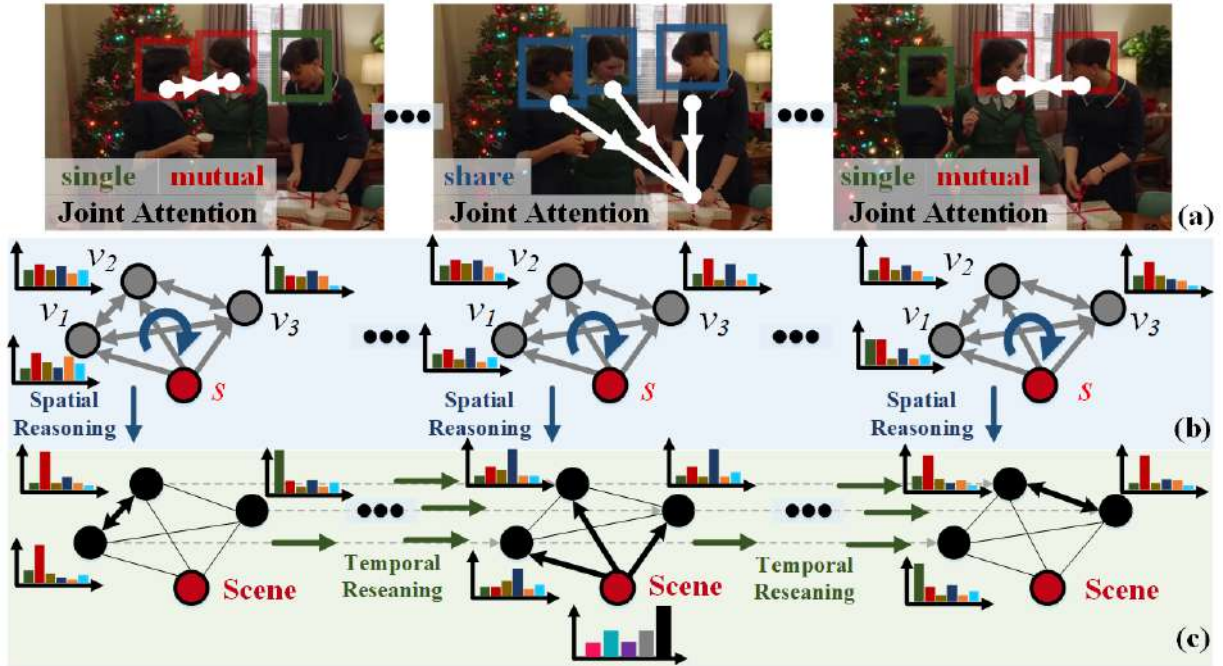 single mutual
Joint Attention
share
Joint Attention
single mutual
Joint Attention
(a)
v2
v1
v3
s
v2
v1
v3
s
v2
v1
v3
s
Spatial
Reasoning
Spatial
Reasoning
Spatial
Reasoning
(b)
Temporal
Reseaning
Scene
Temporal
Reseaning
Scene
Scene
(c)